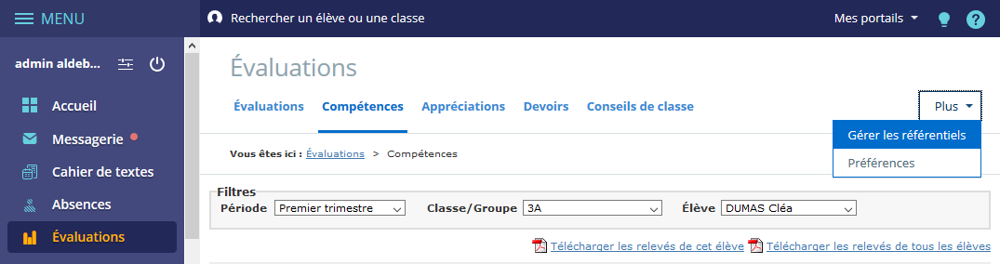 MENU
Rechercher un élève ou une classe
Mes portails
?
admin aldeb...
Accueil
Messagerie
Cahier de textes
Absences
Évaluations
Évaluations
Évaluations Compétences Appréciations Devoirs Conseils de classe
Plus
Gérer les référentiels
Préférences
Vous êtes ici : Évaluations > Compétences
Filtres
Période Premier trimestre Classe/Groupe 3A Élève DUMAS Cléa
Télécharger les relevés de cet élève Télécharger les relevés de tous les élèves